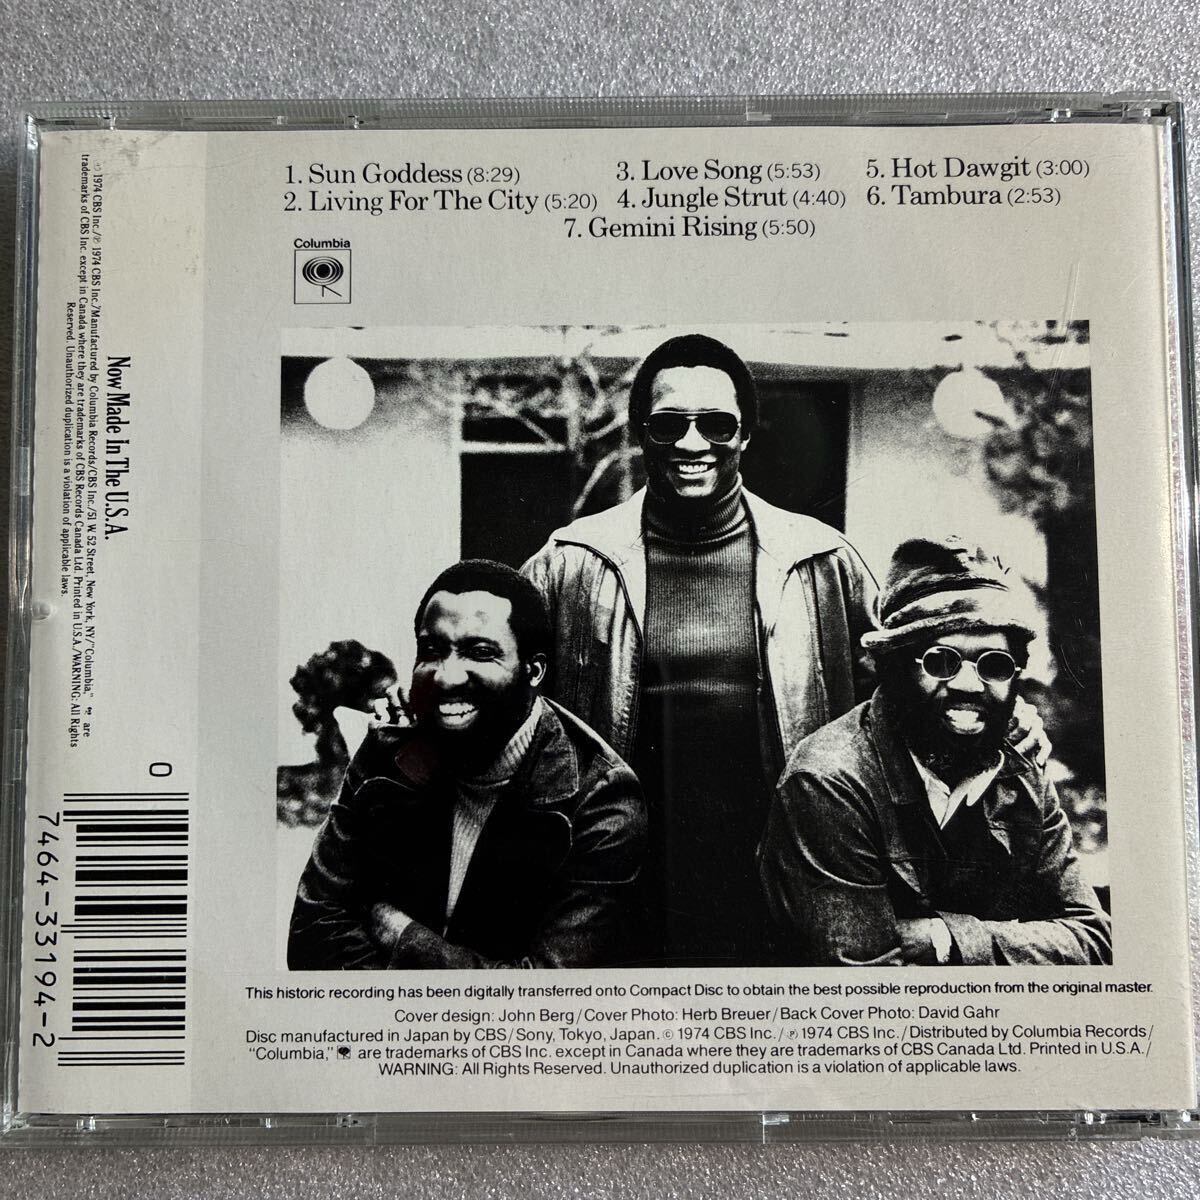 1. Sun Goddess (8:29)
2. Living For The City (5:20)
3. Love Song (5:53)
4. Jungle Strut (4:40)
5. Hot Dawgit (3:00)
6. Tambura (2:53)
7. Gemini Rising (5:50)
Columbia
This historic recording has been digitally transferred onto Compact Disc to obtain the best possible reproduction from the original master.
Cover design: John Berg/Cover Photo: Herb Breuer/Back Cover Photo: David Gahr
Disc manufactured in Japan by CBS/Sony, Tokyo, Japan. © 1974 CBS Inc./℗ 1974 CBS Inc./Distributed by Columbia Records/
"Columbia," are trademarks of CBS Inc. except in Canada where they are trademarks of CBS Canada Ltd. Printed in U.S.A./
WARNING: All Rights Reserved. Unauthorized duplication is a violation of applicable laws.
Now Made In The U.S.A.
© 1974 CBS Inc./℗ 1974 CBS Inc./Manufactured by Columbia Records/CBS Inc./51 W. 52 Street, New York, NY/"Columbia," are
trademarks of CBS Inc. except in Canada where they are trademarks of CBS Records Canada Ltd. Printed in U.S.A./WARNING: All Rights
Reserved. Unauthorized duplication is a violation of applicable laws.
0
7464-33194-2